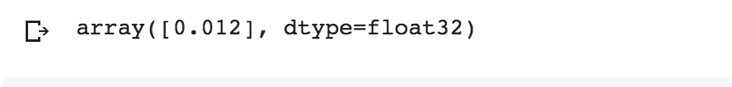 array([0.012], dtype=float32)